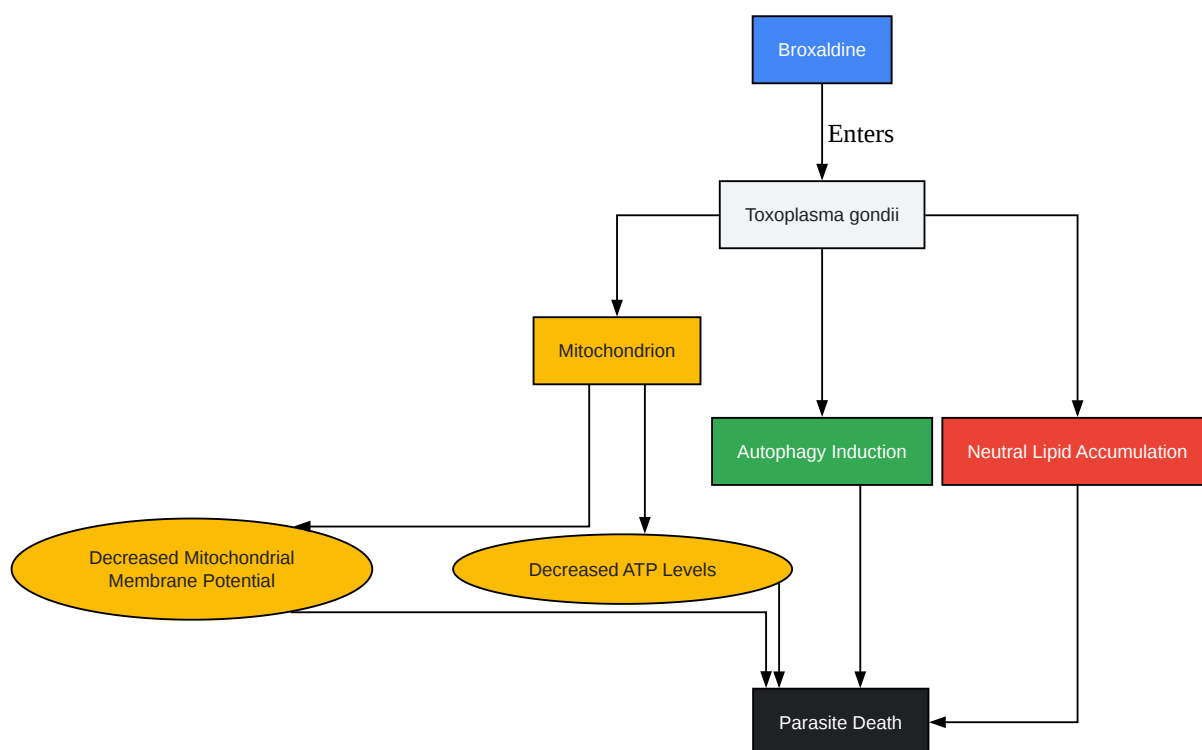 Broxaldine
Enters
Toxoplasma gondii
Mitochondrion
Autophagy Induction
Neutral Lipid Accumulation
Decreased Mitochondrial
Membrane Potential
Decreased ATP Levels
Parasite Death